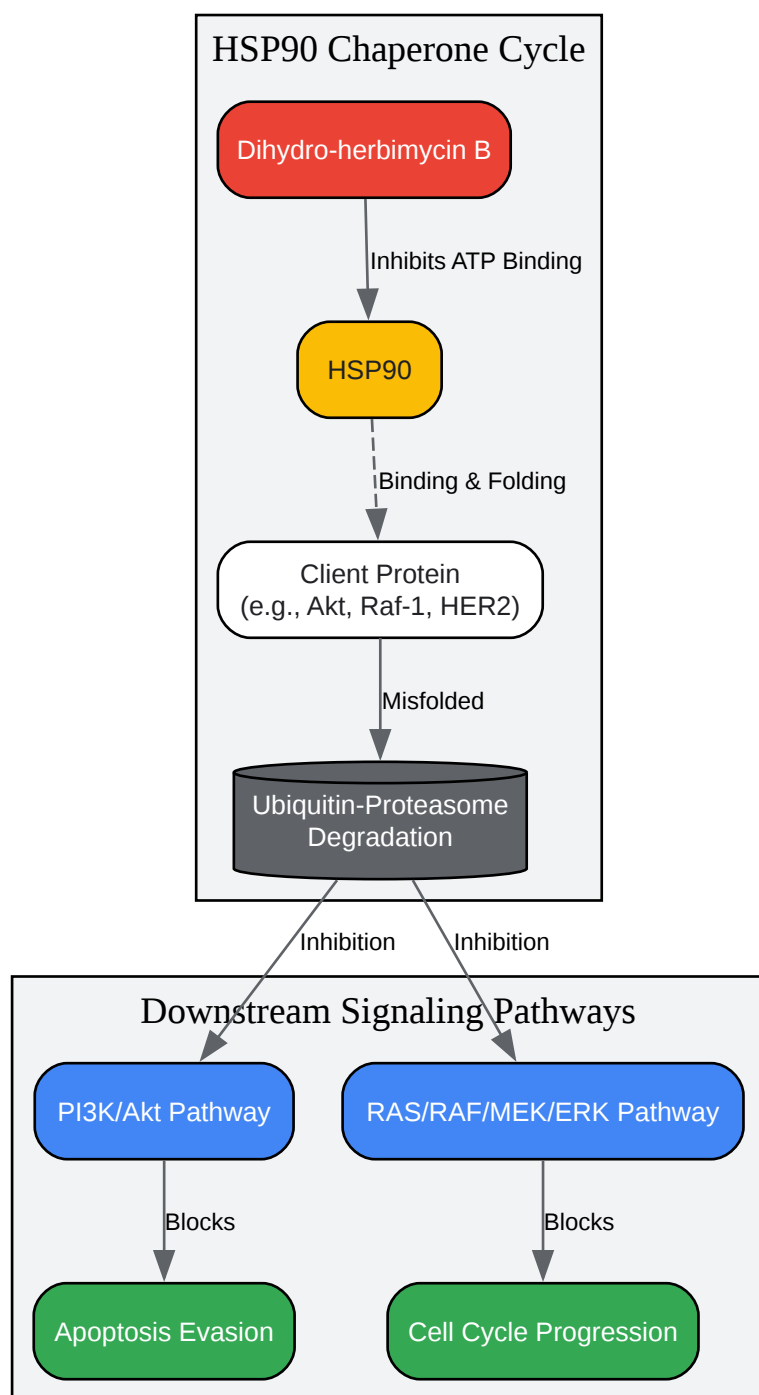 HSP90 Chaperone Cycle
Dihydro-herbimycin B
Inhibits ATP Binding
HSP90
Binding & Folding
Client Protein
(e.g., Akt, Raf-1, HER2)
Misfolded
Ubiquitin-Proteasome
Degradation
Inhibition
Inhibition
Downstream Signaling Pathways
PI3K/Akt Pathway
RAS/RAF/MEK/ERK Pathway
Blocks
Blocks
Apoptosis Evasion
Cell Cycle Progression